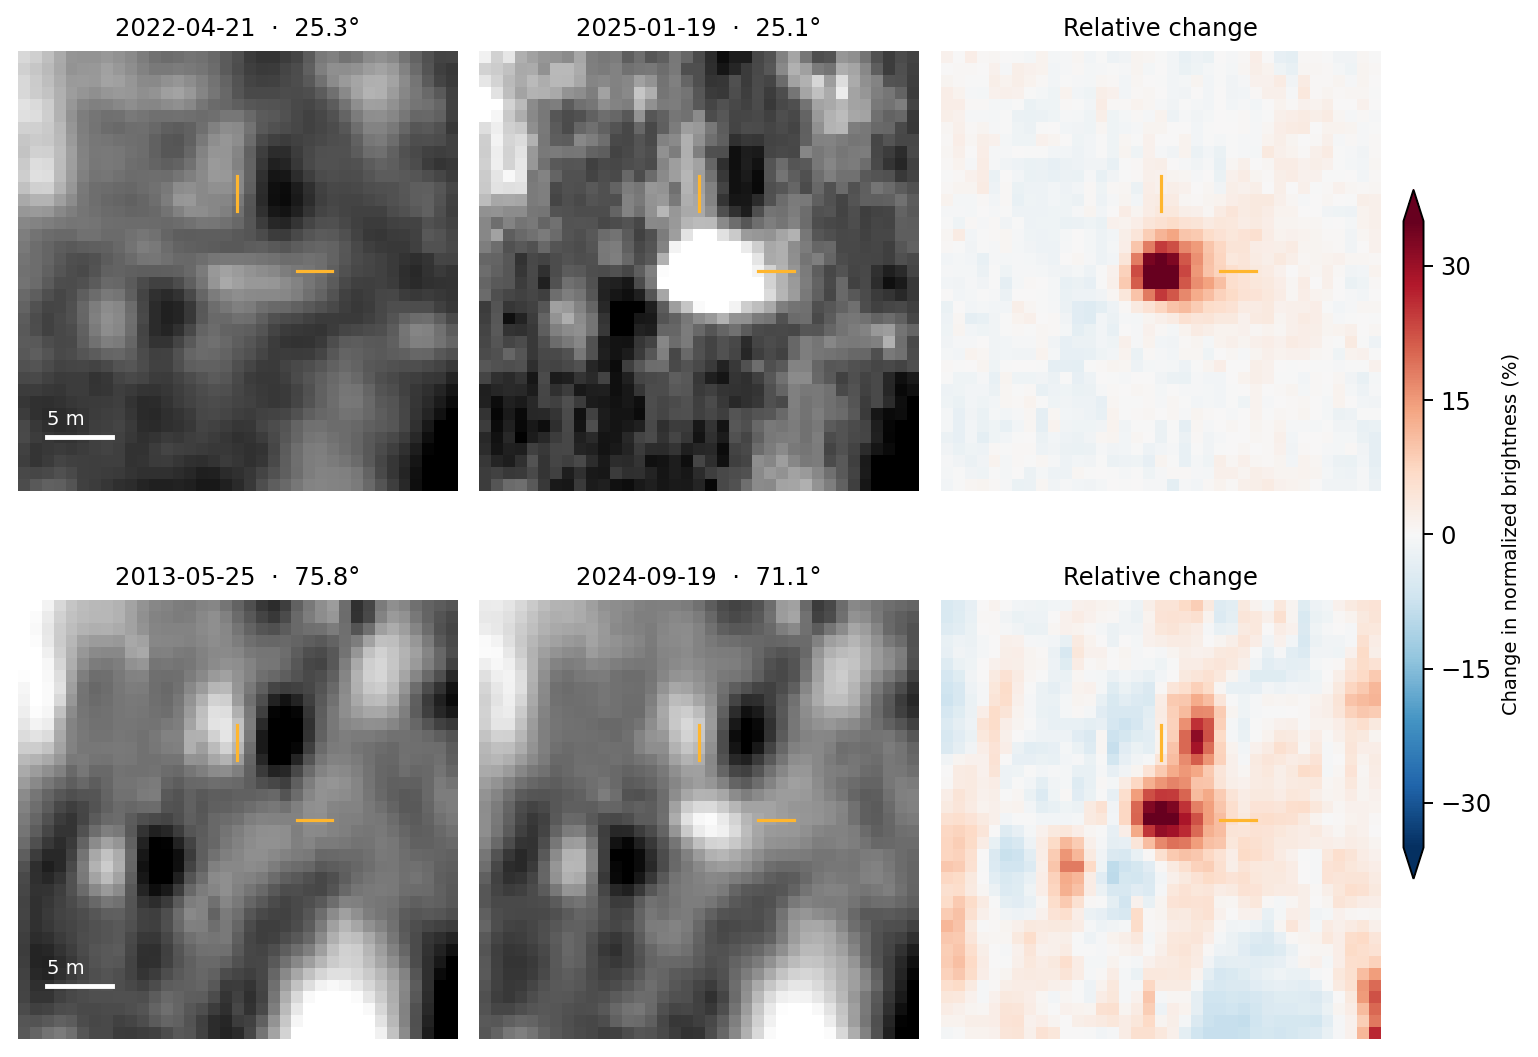 2022-04-21 · 25.3°
2025-01-19 · 25.1°
Relative change
5 m
2013-05-25 · 75.8°
2024-09-19 · 71.1°
Relative change
5 m
30
15
0
−15
−30
Change in normalized brightness (%)